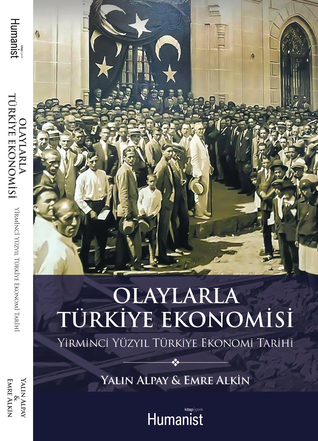 Humanist
OLAYLARLA
TÜRKİYE EKONOMİSİ
YİRMİNCİ YÜZYIL TÜRKİYE EKONOMİ TARİHİ
YALIN ALPAY
&
EMRE ALKİN
OLAYLARLA
TÜRKİYE EKONOMİSİ
YİRMİNCİ YÜZYIL TÜRKİYE EKONOMİ TARİHİ
YALIN ALPAY & EMRE ALKİN
kitap
Humanist